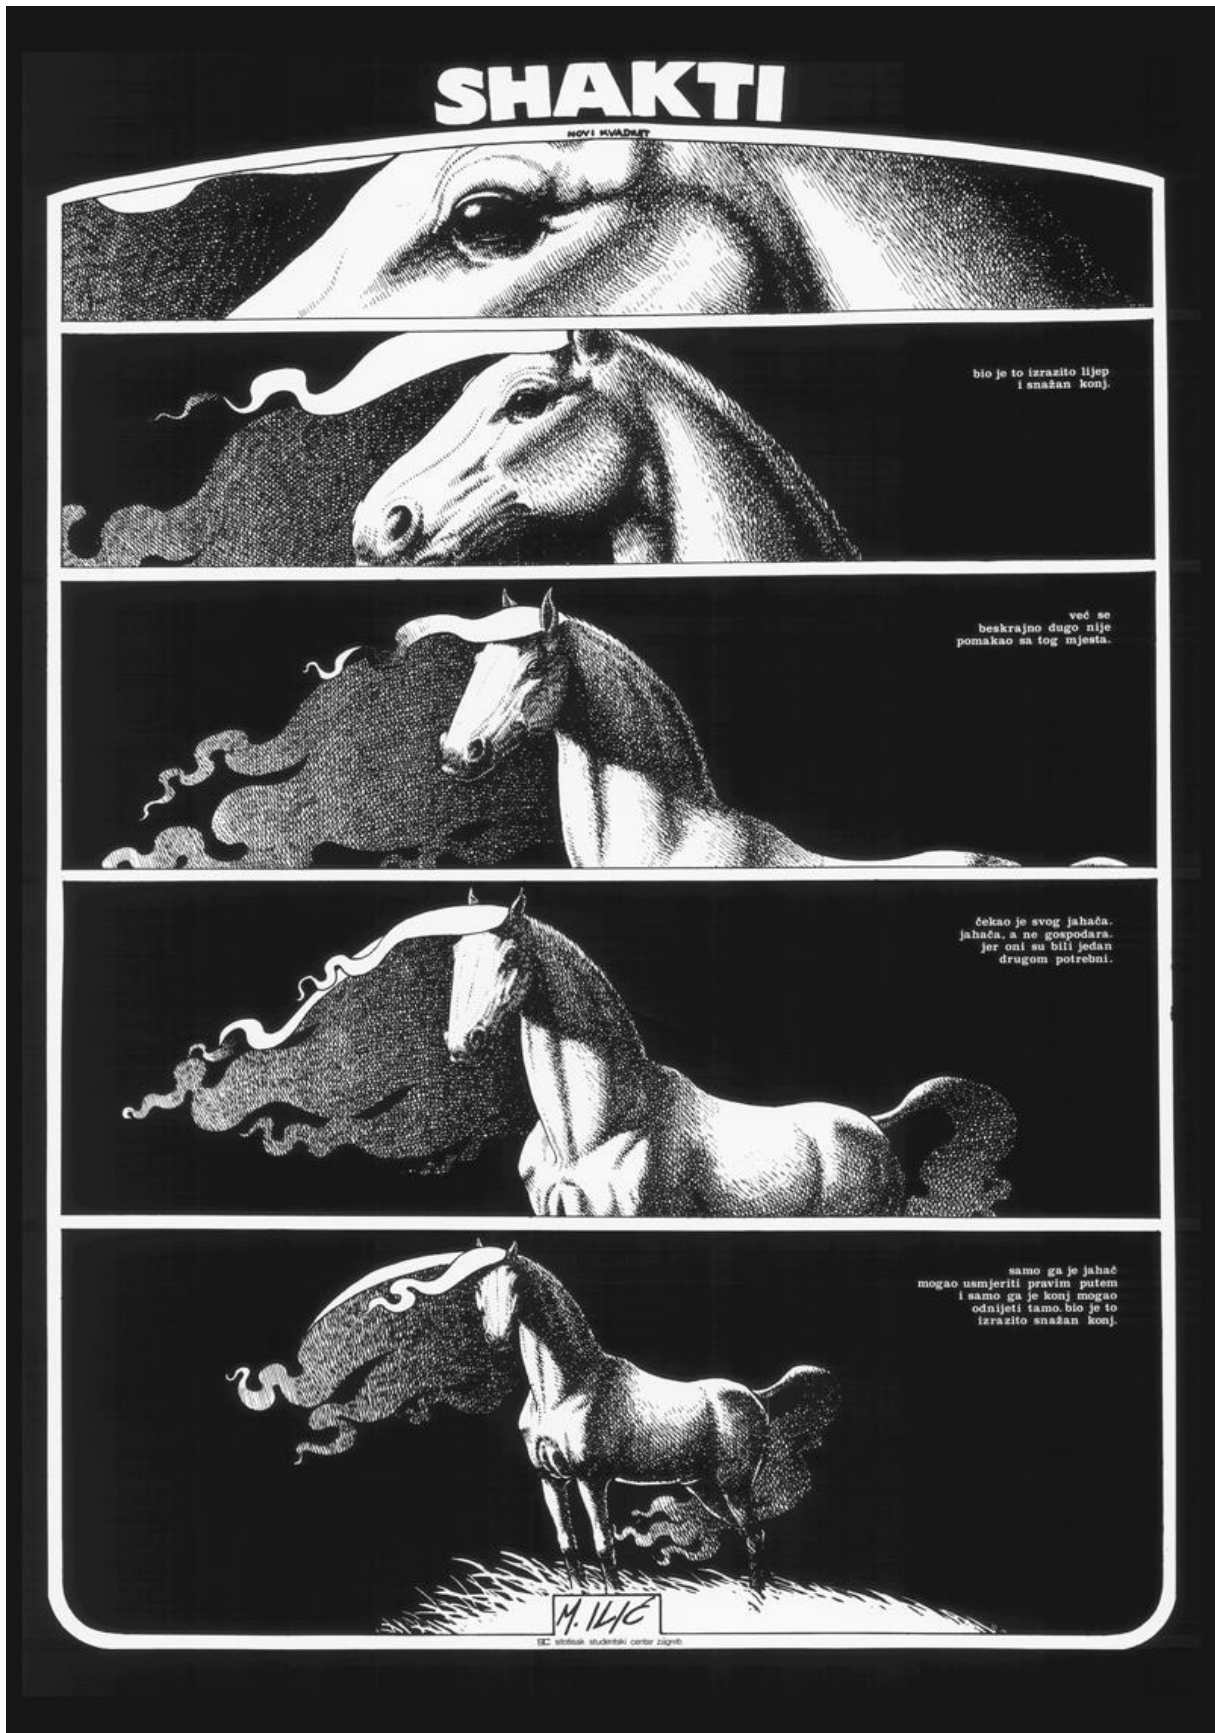 SHAKTI
NOVI KVADRAT
bio je to izrazito lijep
i snažan konj.
već se
beskrajno dugo nije
pomakao sa tog mjesta.
čekao je svog jahača.
jahača, a ne gospodara.
jer oni su bili jedan
drugom potrebni.
samo ga je jahač
mogao usmjeriti pravim putem
i samo ga je konj mogao
odnijeti tamo. bio je to
izrazito snažan konj.
M. ILIĆ
SC sitotisak studentski centar zagreb